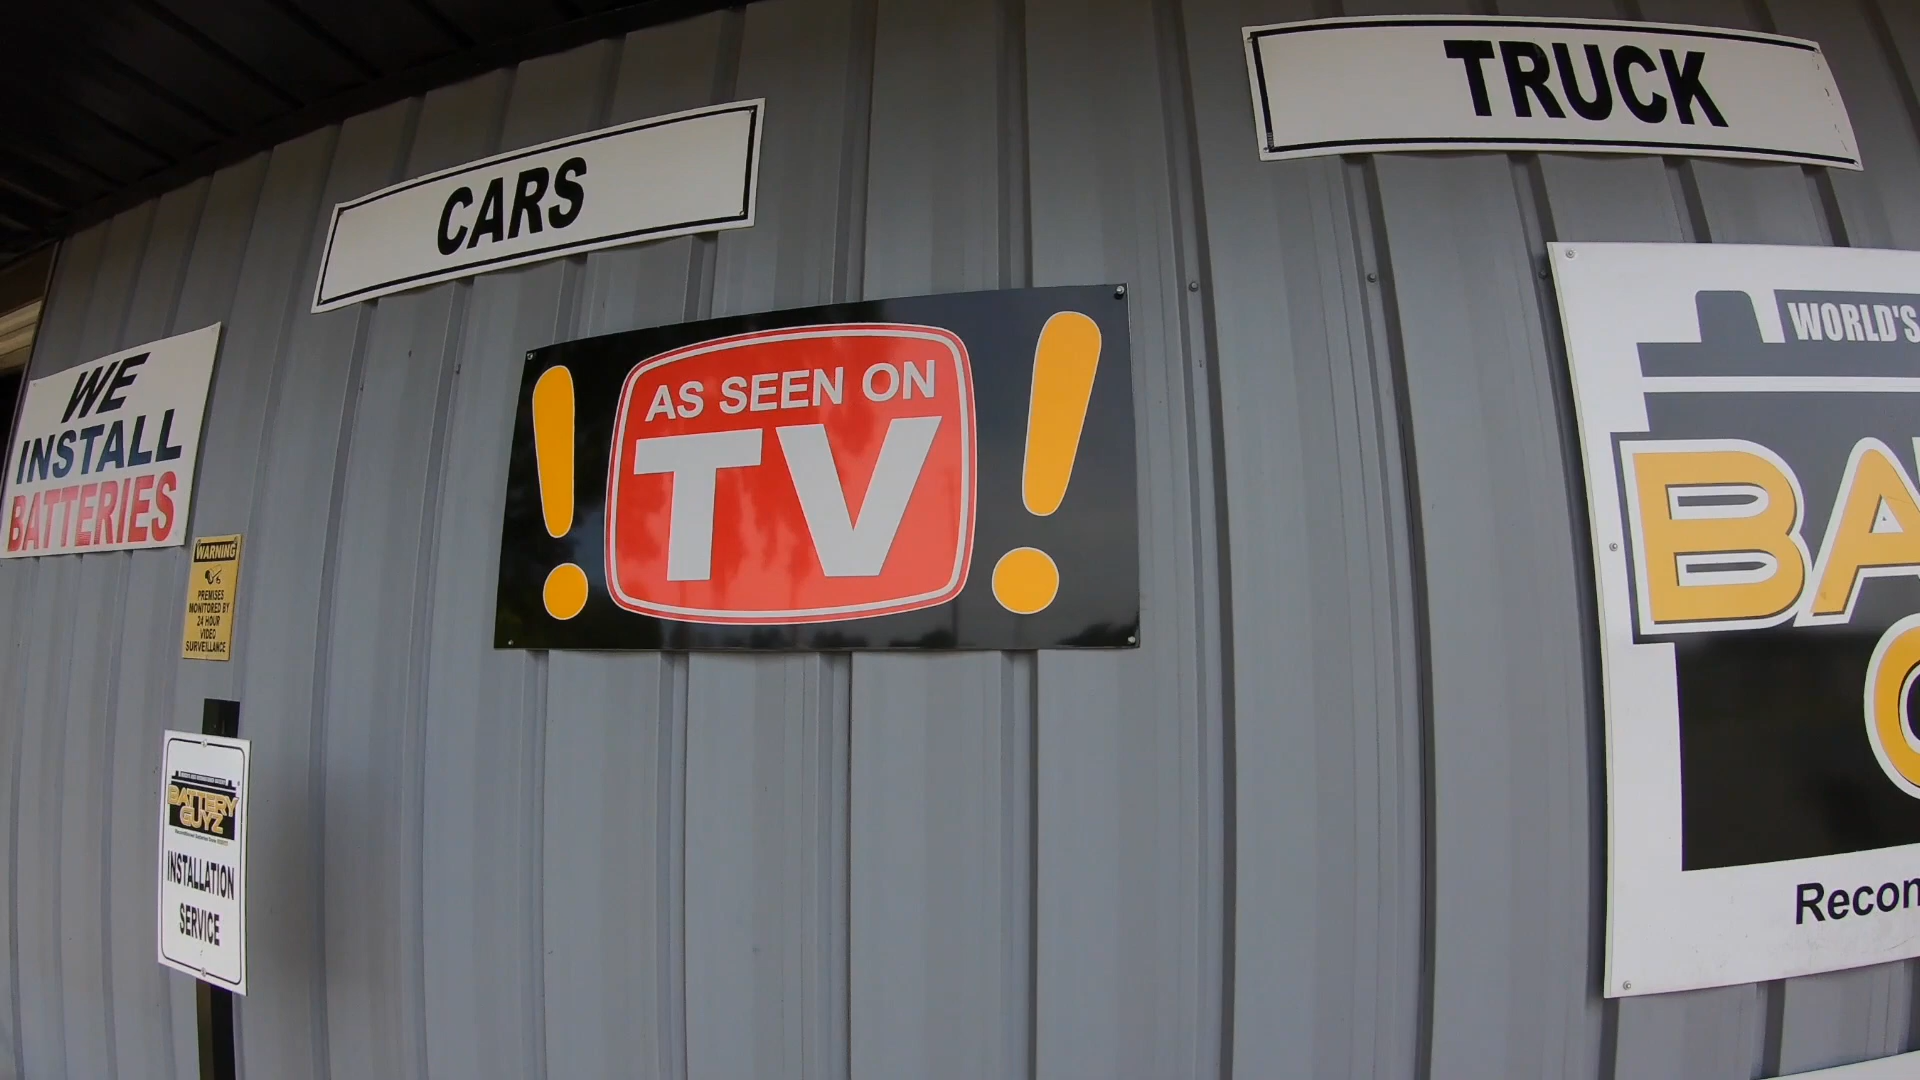 TRUCK
CARS
WORLD'S
WE
INSTALL
BATTERIES
! AS SEEN ON !
TV
BA
WARNING
PREMISES
MONITORED BY
24 HOUR
VIDEO
SURVEILLANCE
BATTERY
GUYZ
INSTALLATION
SERVICE
Recon